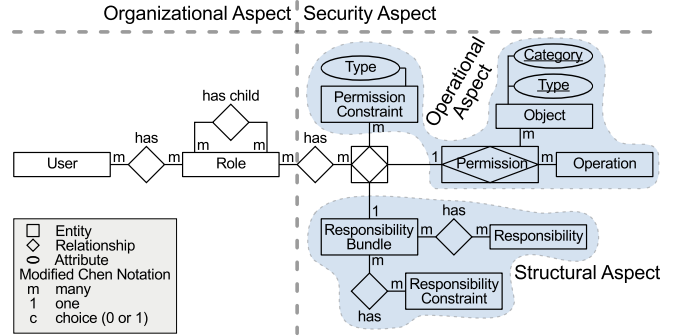 Organizational Aspect
Security Aspect
Type
Permission
Constraint
Operational
Aspect
Category
Type
Object
has child
m
m
m
m
has
has
User
m
m
Role
m
m
1
Permission
m
Operation
1
Responsibility
Bundle
m
has
m
Responsibility
m
has
m
Responsibility
Constraint
Structural Aspect
Entity
Relationship
Attribute
Modified Chen Notation
m many
1 one
c choice (0 or 1)